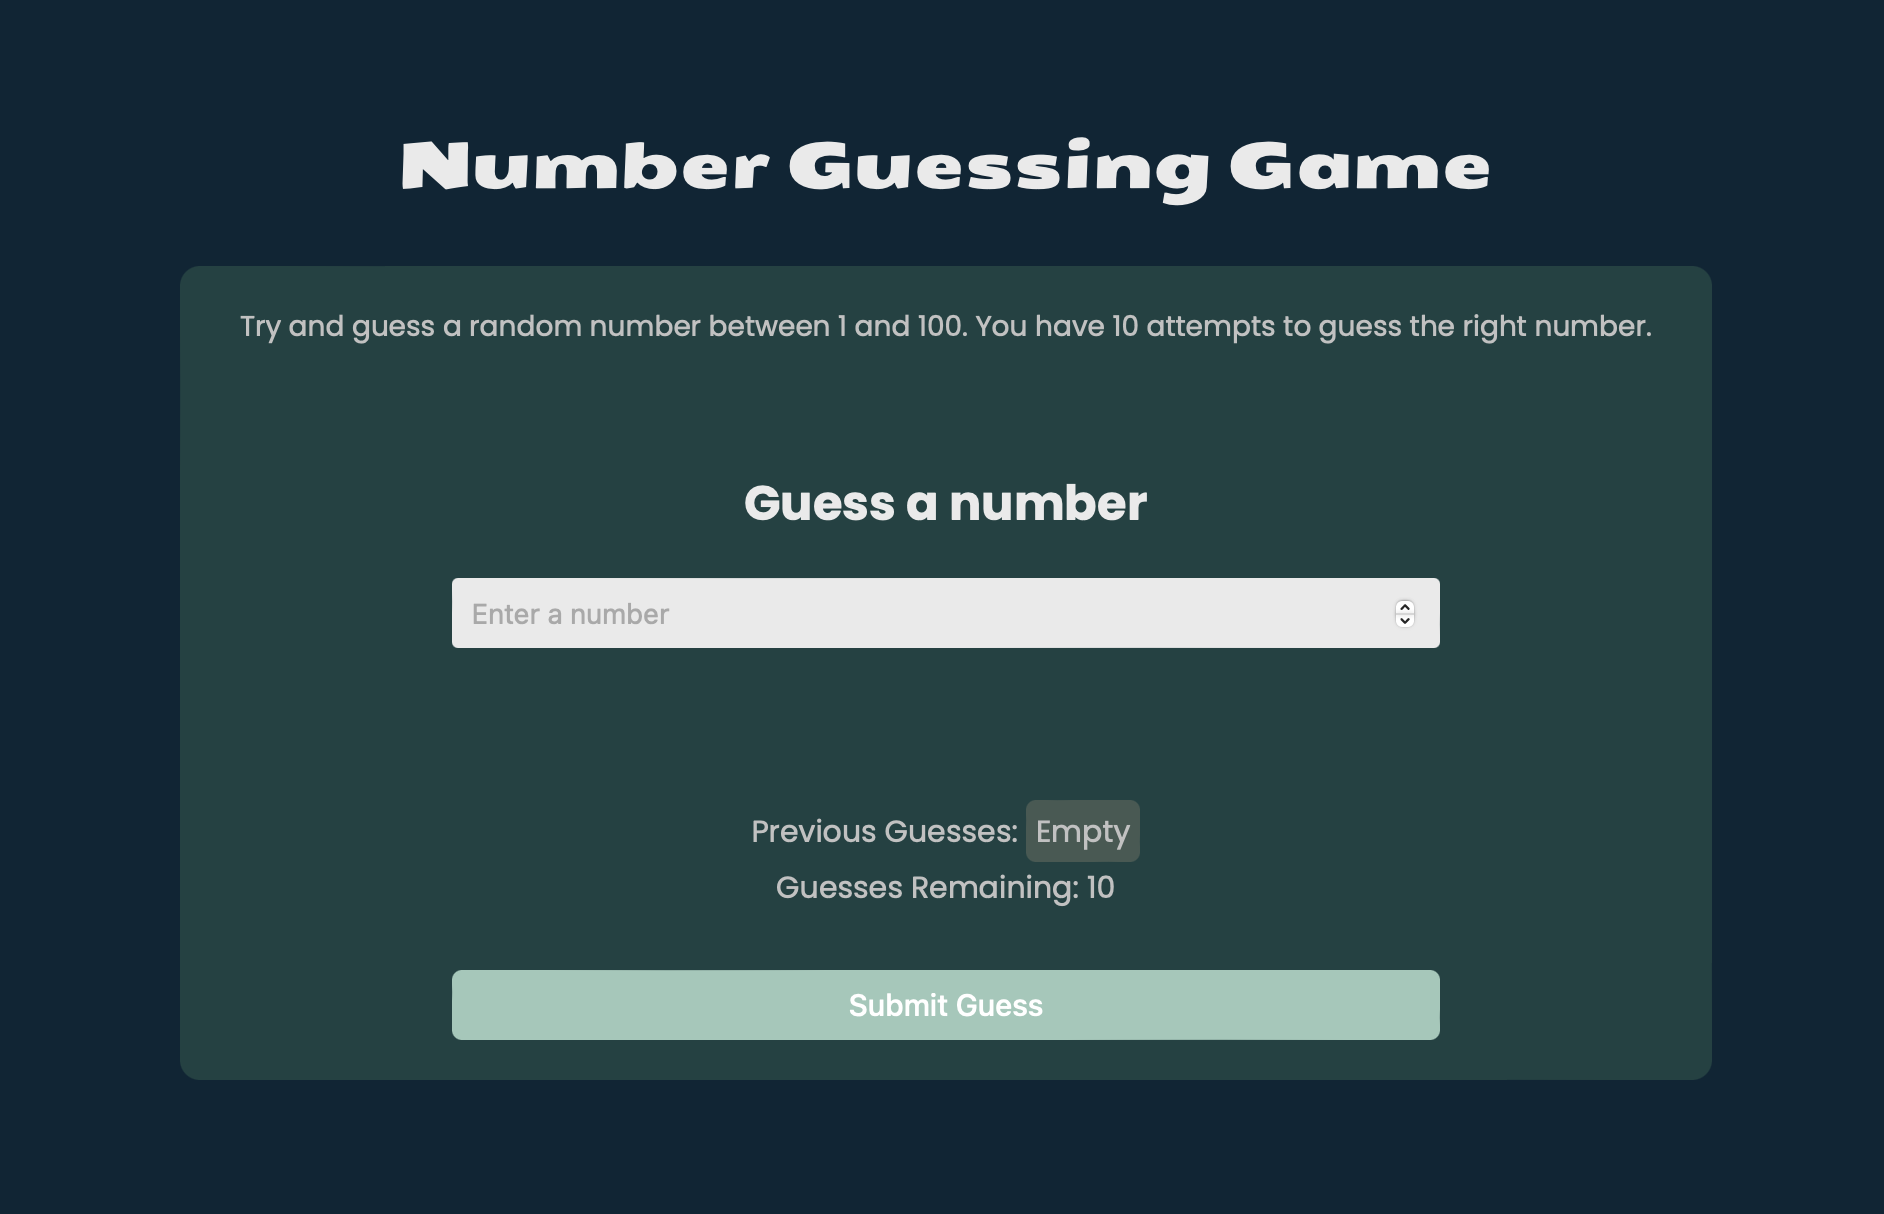 Number Guessing Game
Try and guess a random number between 1 and 100. You have 10 attempts to guess the right number.
Guess a number
Enter a number
Previous Guesses: Empty
Guesses Remaining: 10
Submit Guess